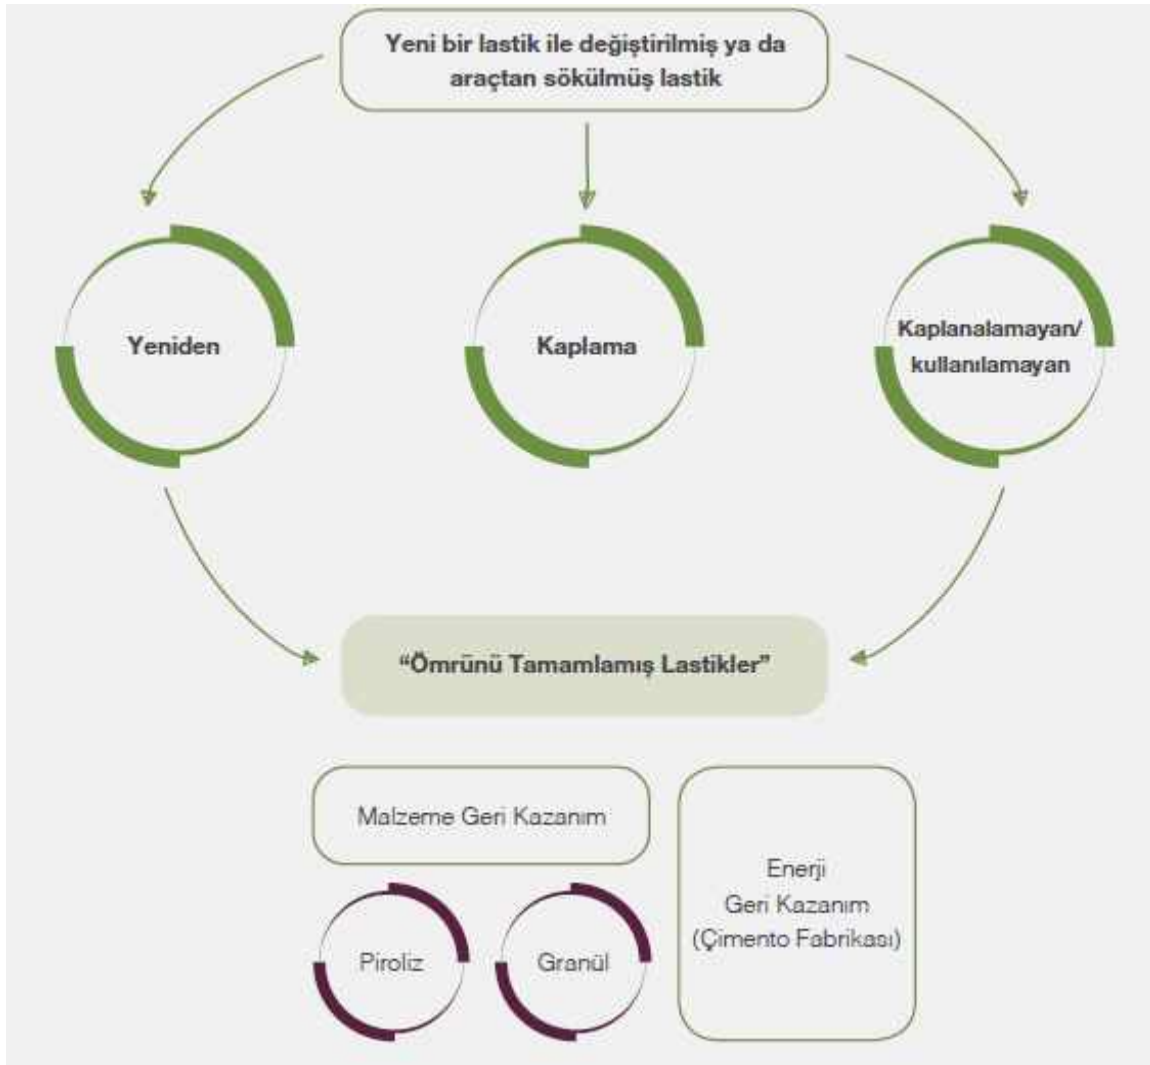 Yeni bir lastik ile değiştirilmiş ya da
araçtan sökülmüş lastik
Yeniden
Kaplama
Kaplanalamayan/
kullanılamayan
“Ömrünü Tamamlamış Lastikler”
Malzeme Geri Kazanım
Piroliz
Granül
Enerji
Geri Kazanım
(Çimento Fabrikası)